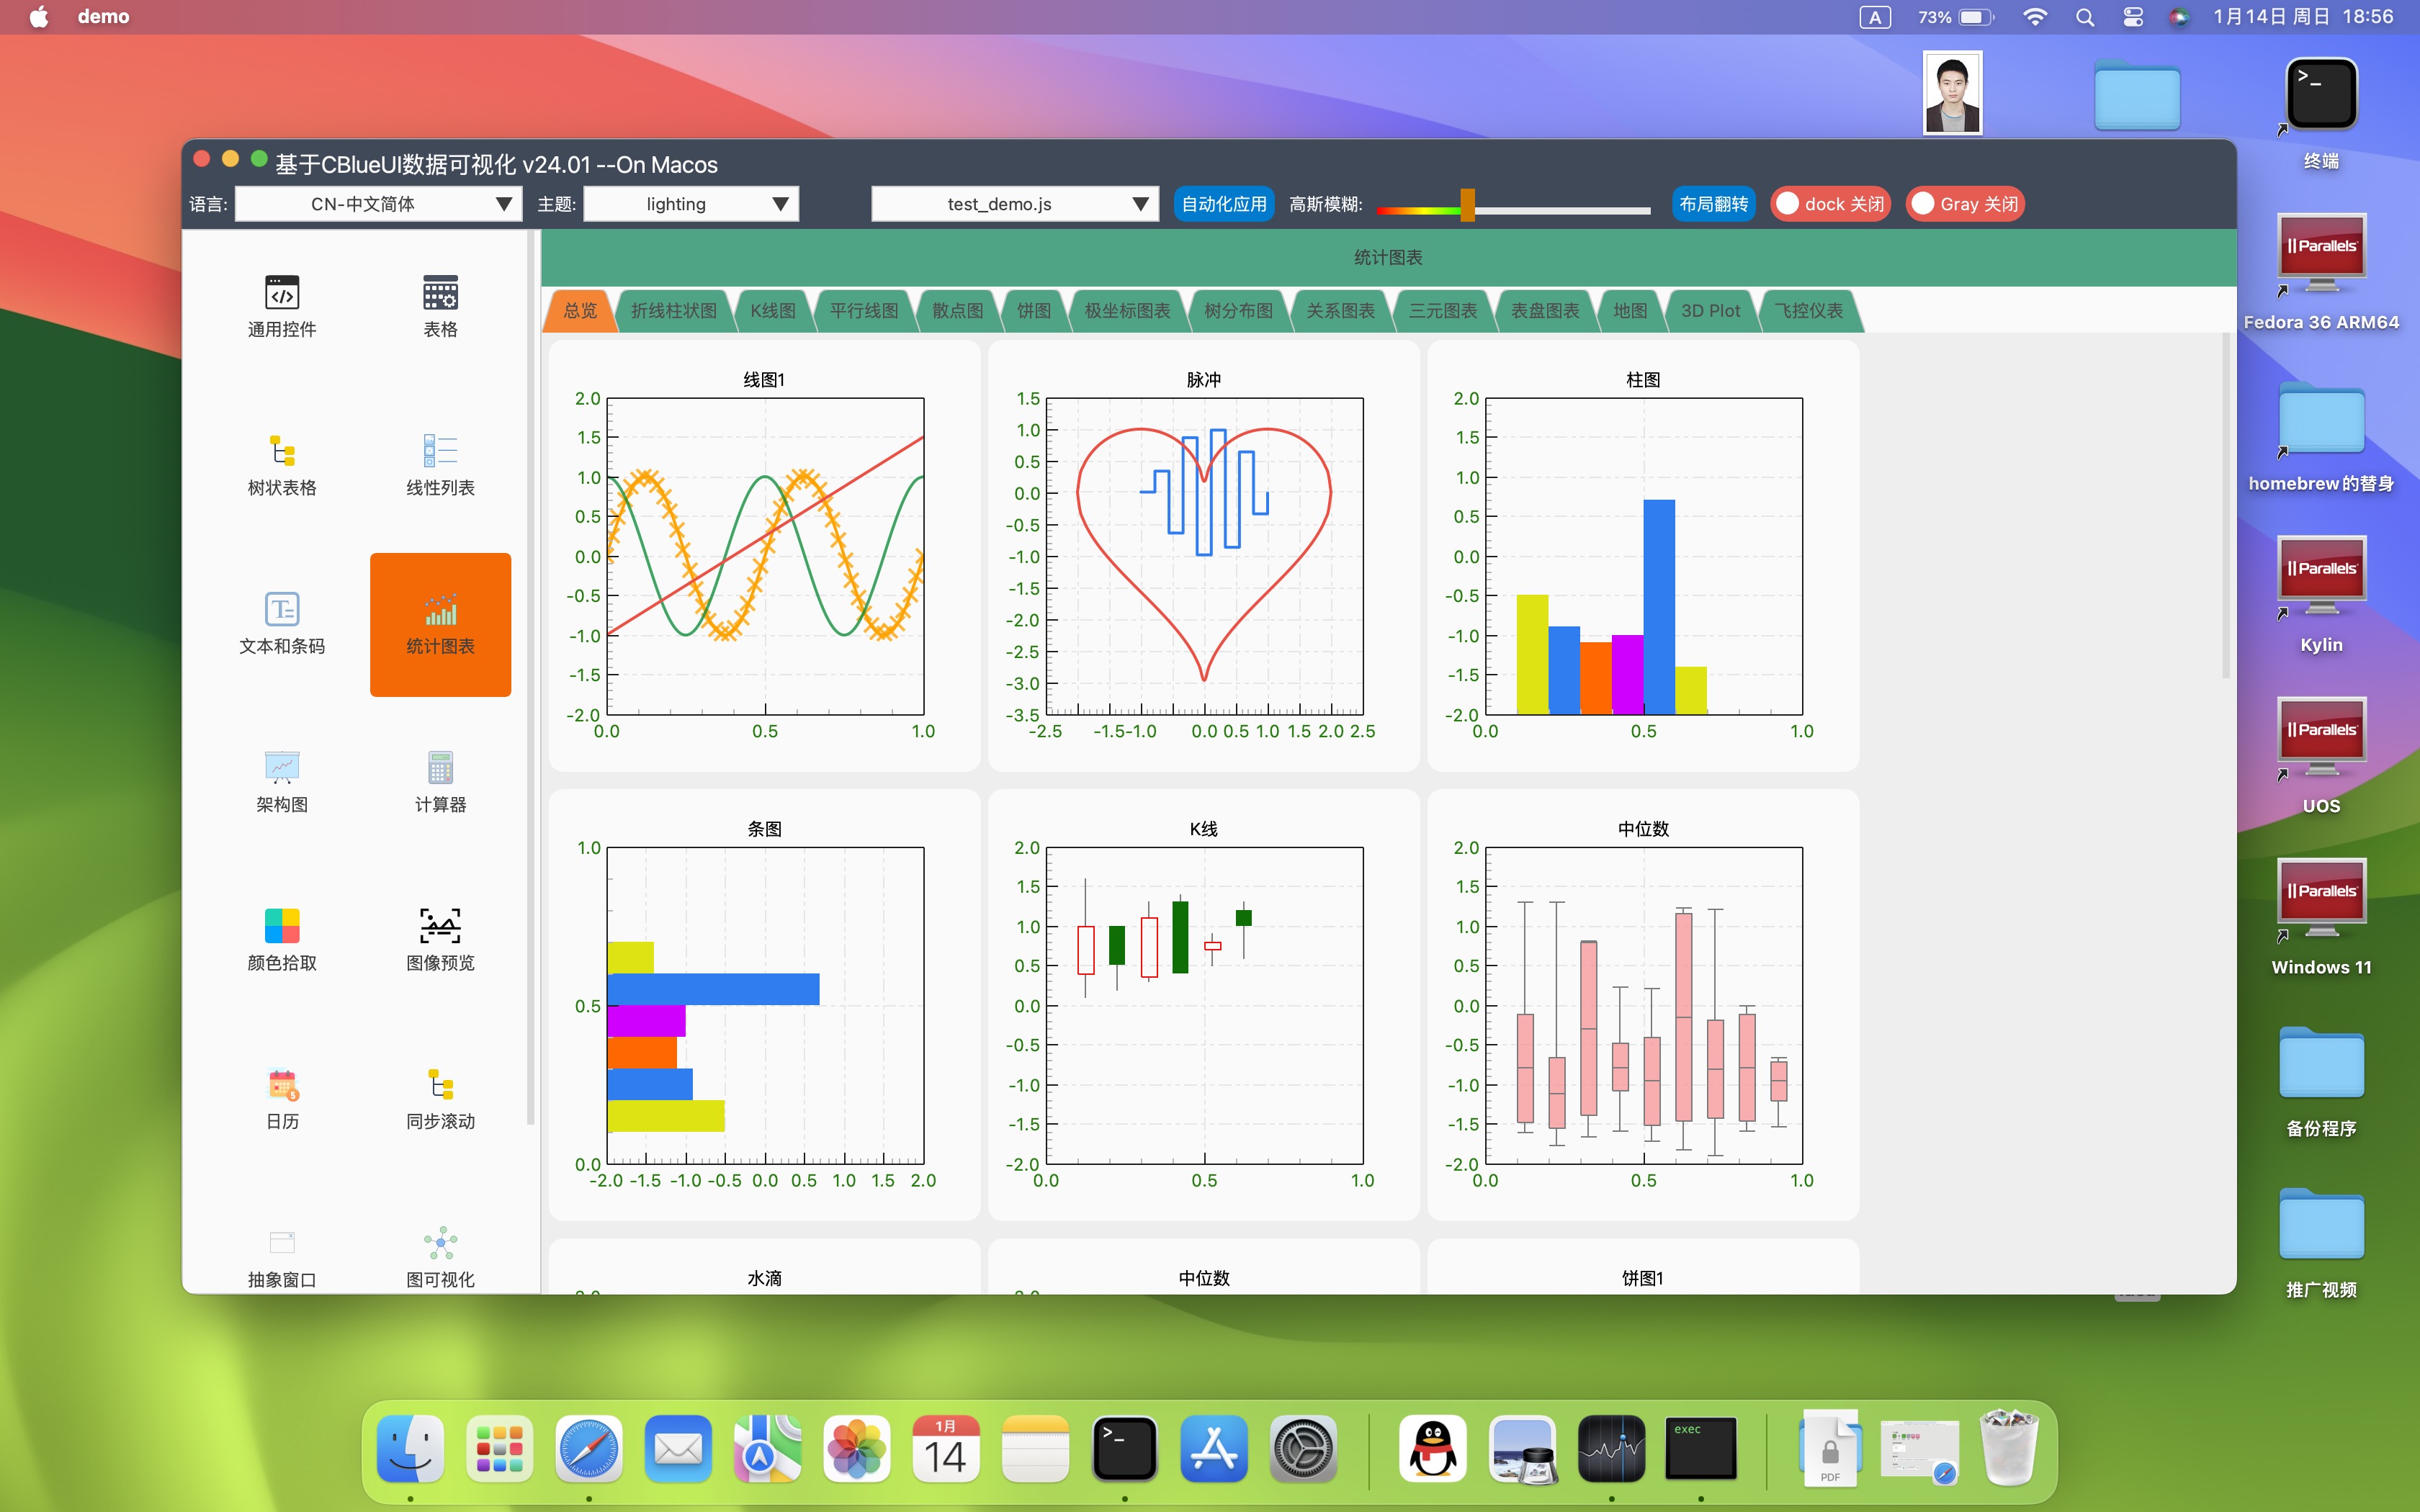 demo
A
73%
1月14日 周日 18:56
终端
Parallels
Fedora 36 ARM64
homebrew的替身
Parallels
Kylin
Parallels
UOS
Parallels
Windows 11
备份程序
推广视频
基于CBlueUI数据可视化 v24.01 --On Macos
语言: CN-中文简体 主题: lighting test_demo.js 自动化应用 高斯模糊: 布局翻转 dock 关闭 Gray 关闭
通用控件 表格
树状表格 线性列表
文本和条码 统计图表
架构图 计算器
颜色拾取 图像预览
日历 同步滚动
抽象窗口 图可视化
统计图表
总览 折线柱状图 K线图 平行线图 散点图 饼图 极坐标图表 树分布图 关系图表 三元图表 表盘图表 地图 3D Plot 飞控仪表
线图1
2.0
1.5
1.0
0.5
0.0
-0.5
-1.0
-1.5
-2.0
0.0 0.5 1.0
脉冲
1.5
1.0
0.5
0.0
-0.5
-1.0
-1.5
-2.0
-2.5
-3.0
-3.5
-2.5 -1.5 -1.0 0.0 0.5 1.0 1.5 2.0 2.5
柱图
2.0
1.5
1.0
0.5
0.0
-0.5
-1.0
-1.5
-2.0
0.0 0.5 1.0
条图
1.0
0.5
0.0
-2.0 -1.5 -1.0 -0.5 0.0 0.5 1.0 1.5 2.0
K线
2.0
1.5
1.0
0.5
0.0
-0.5
-1.0
-1.5
-2.0
0.0 0.5 1.0
中位数
2.0
1.5
1.0
0.5
0.0
-0.5
-1.0
-1.5
-2.0
0.0 0.5 1.0
水滴 中位数 饼图1
1月
14
exec
PDF